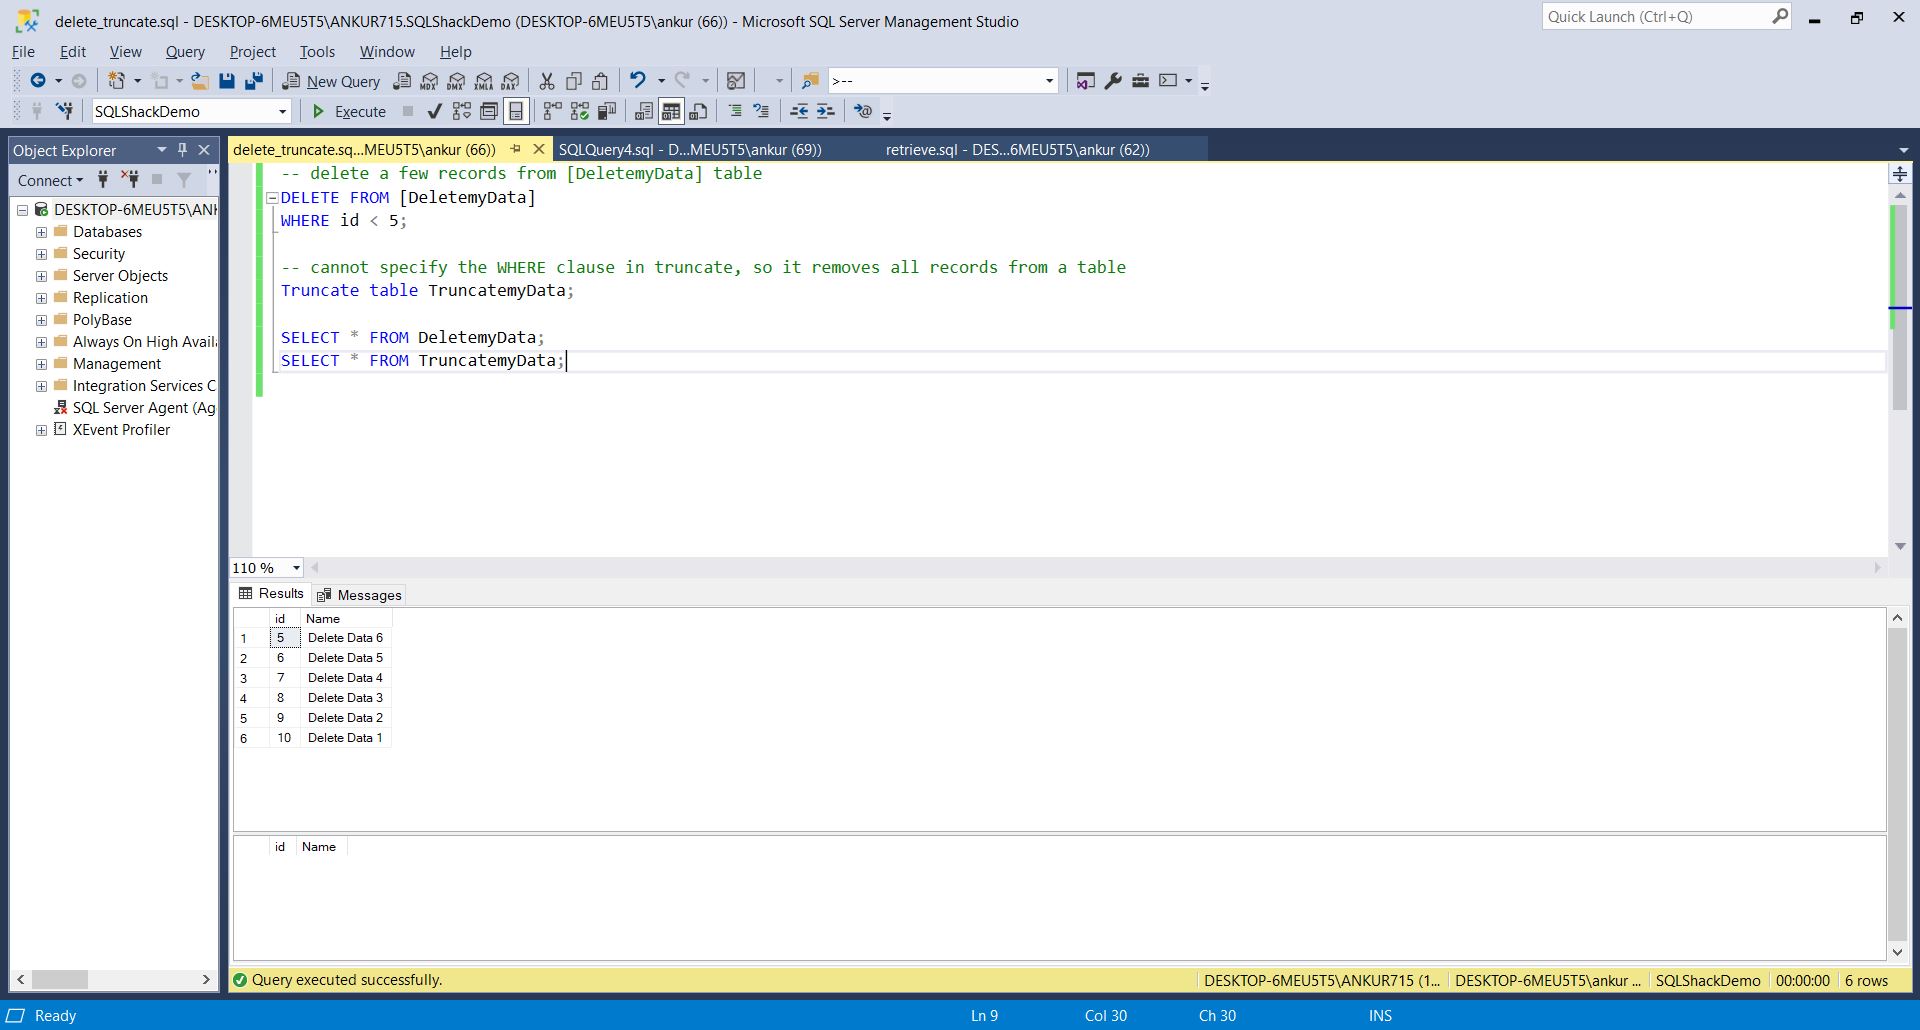 delete_truncate.sql - DESKTOP-6MEU5T5\ANKUR715.SQLShackDemo (DESKTOP-6MEU5T5\ankur (66)) - Microsoft SQL Server Management Studio
Quick Launch (Ctrl+Q)
File Edit View Query Project Tools Window Help
New Query MDX DMX XMLA DAX >--
SQLShackDemo Execute
Object Explorer
delete_truncate.sq...MEU5T5\ankur (66)) SQLQuery4.sql - D...MEU5T5\ankur (69)) retrieve.sql - DES...6MEU5T5\ankur (62))
Connect
DESKTOP-6MEU5T5\ANK
Databases
Security
Server Objects
Replication
PolyBase
Always On High Availa
Management
Integration Services C
SQL Server Agent (Ag
XEvent Profiler
-- delete a few records from [DeletemyData] table
DELETE FROM [DeletemyData]
WHERE id < 5;
-- cannot specify the WHERE clause in truncate, so it removes all records from a table
Truncate table TruncatemyData;
SELECT * FROM DeletemyData;
SELECT * FROM TruncatemyData;
110 %
Results Messages
id Name
1 5 Delete Data 6
2 6 Delete Data 5
3 7 Delete Data 4
4 8 Delete Data 3
5 9 Delete Data 2
6 10 Delete Data 1
id Name
Query executed successfully. DESKTOP-6MEU5T5\ANKUR715 (1... DESKTOP-6MEU5T5\ankur ... SQLShackDemo 00:00:00 6 rows
Ready Ln 9 Col 30 Ch 30 INS